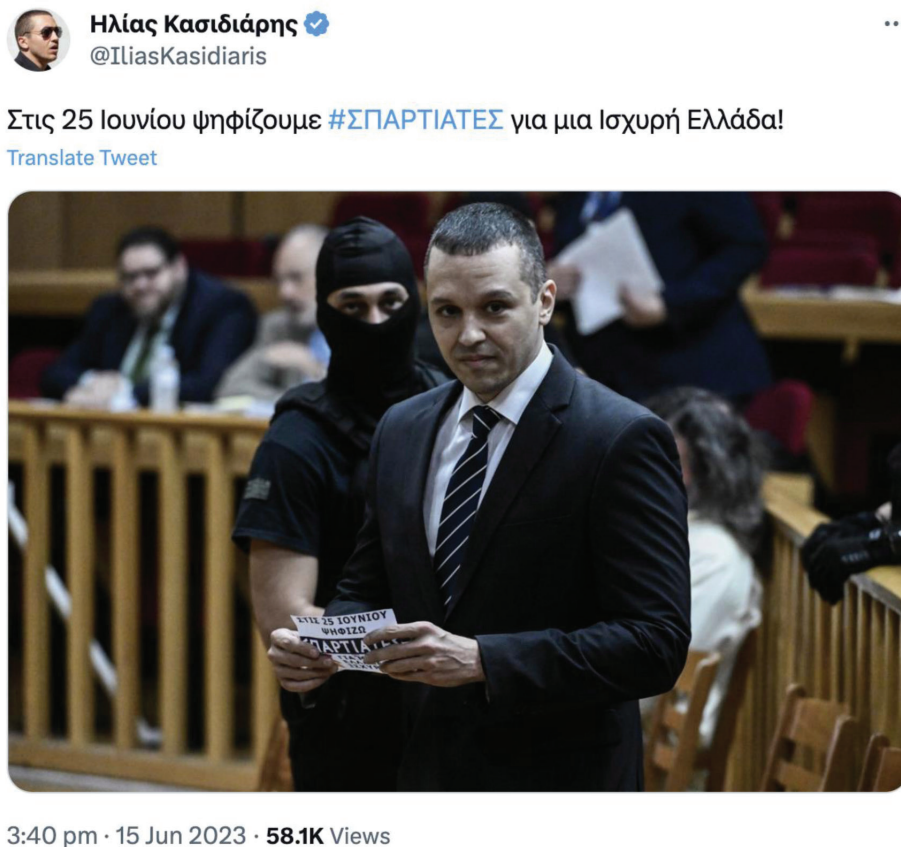 Ηλίας Κασιδιάρης
@IliasKasidiaris
Στις 25 Ιουνίου ψηφίζουμε #ΣΠΑΡΤΙΑΤΕΣ για μια Ισχυρή Ελλάδα!
Translate Tweet
ΣΤΙΣ 25 ΙΟΥΝΙΟΥ
ΨΗΦΙΖΩ
3:40 pm · 15 Jun 2023 · 58.1K Views